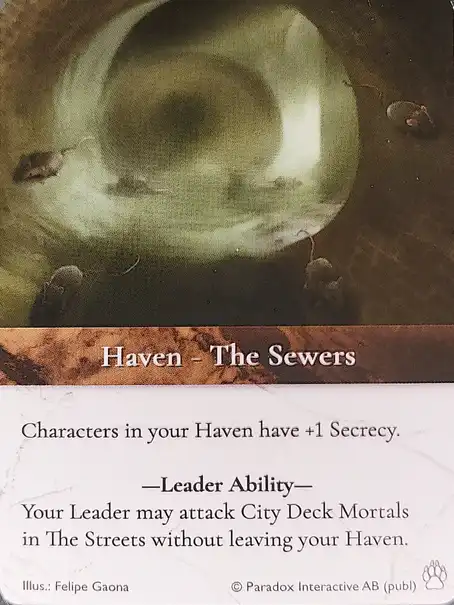 Haven - The Sewers
Characters in your Haven have +1 Secrecy.
—Leader Ability—
Your Leader may attack City Deck Mortals
in The Streets without leaving your Haven.
Illus.: Felipe Gaona
© Paradox Interactive AB (publ)